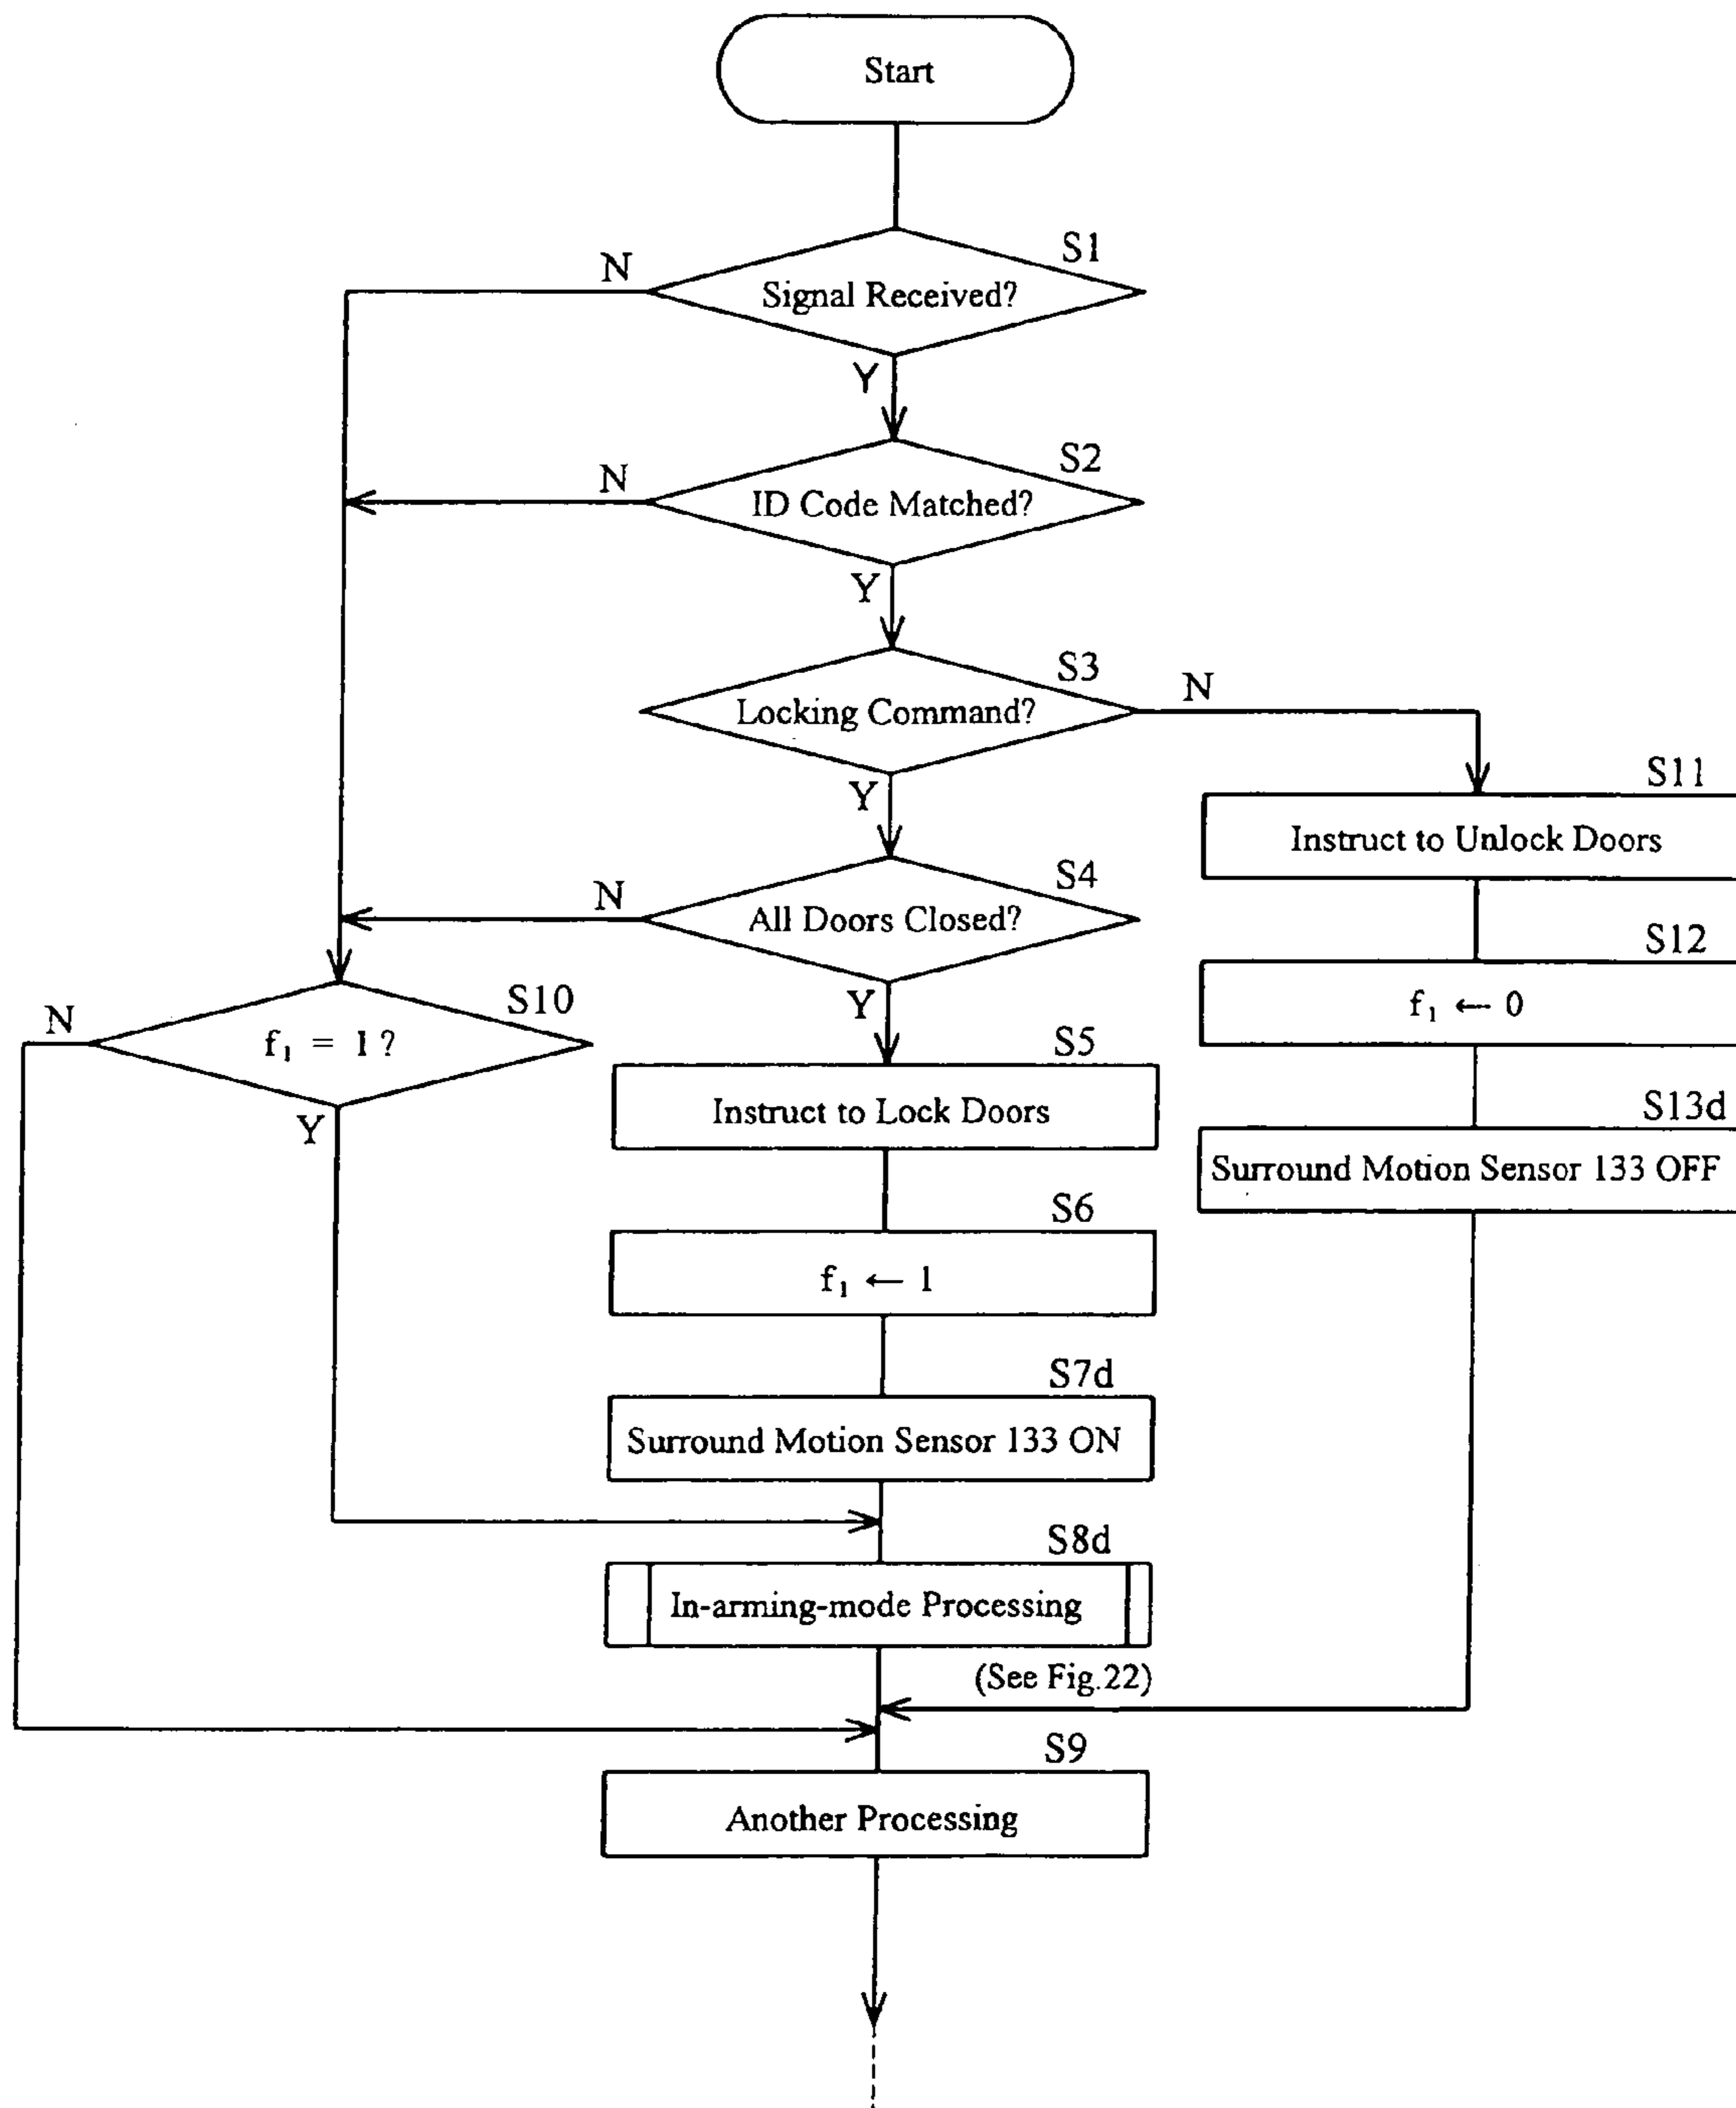 Start
S1
N
Signal Received?
Y
S2
N
ID Code Matched?
Y
S3
N
Locking Command?
Y
S11
Instruct to Unlock Doors
S4
N
All Doors Closed?
Y
S12
f₁ ← 0
S10
N
f₁ = 1 ?
Y
S5
Instruct to Lock Doors
S13d
Surround Motion Sensor 133 OFF
S6
f₁ ← 1
S7d
Surround Motion Sensor 133 ON
S8d
In-arming-mode Processing
(See Fig.22)
S9
Another Processing